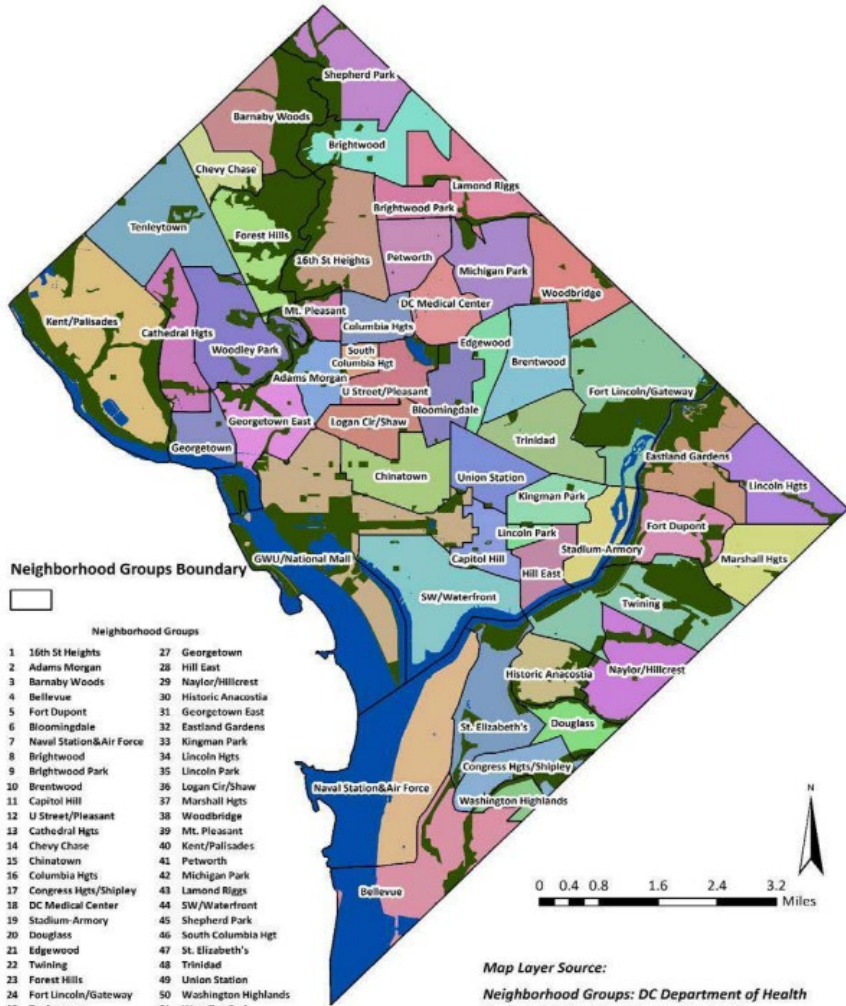 Shepherd Park
Barnaby Woods
Brightwood
Chevy Chase
Lamond Riggs
Brightwood Park
Tenleytown
Forest Hills
16th St Heights
Petworth
Michigan Park
Woodbridge
Kent/Palisades
Cathedral Hgts
Mt. Pleasant
DC Medical Center
Columbia Hgts
Woodley Park
Edgewood
South
Columbia Hgt
Brentwood
Adams Morgan
U Street/Pleasant
Fort Lincoln/Gateway
Georgetown East
Logan Cir/Shaw
Bloomingdale
Georgetown
Trinidad
Eastland Gardens
Chinatown
Union Station
Lincoln Hgts
Kingman Park
Fort Dupont
Lincoln Park
Stadium-Armory
GWU/National Mall
Capitol Hill
Marshall Hgts
Hill East
SW/Waterfront
Twining
Historic Anacostia
Naylor/Hillcrest
St. Elizabeth's
Douglass
Congress Hgts/Shipley
Naval Station&Air Force
Washington Highlands
Bellevue
Neighborhood Groups Boundary
Neighborhood Groups
1 16th St Heights 27 Georgetown
2 Adams Morgan 28 Hill East
3 Barnaby Woods 29 Naylor/Hillcrest
4 Bellevue 30 Historic Anacostia
5 Fort Dupont 31 Georgetown East
6 Bloomingdale 32 Eastland Gardens
7 Naval Station&Air Force 33 Kingman Park
8 Brightwood 34 Lincoln Hgts
9 Brightwood Park 35 Lincoln Park
10 Brentwood 36 Logan Cir/Shaw
11 Capitol Hill 37 Marshall Hgts
12 U Street/Pleasant 38 Woodbridge
13 Cathedral Hgts 39 Mt. Pleasant
14 Chevy Chase 40 Kent/Palisades
15 Chinatown 41 Petworth
16 Columbia Hgts 42 Michigan Park
17 Congress Hgts/Shipley 43 Lamond Riggs
18 DC Medical Center 44 SW/Waterfront
19 Stadium-Armory 45 Shepherd Park
20 Douglass 46 South Columbia Hgt
21 Edgewood 47 St. Elizabeth's
22 Twining 48 Trinidad
23 Forest Hills 49 Union Station
24 Fort Lincoln/Gateway 50 Washington Highlands
N
0 0.4 0.8 1.6 2.4 3.2
Miles
Map Layer Source:
Neighborhood Groups: DC Department of Health